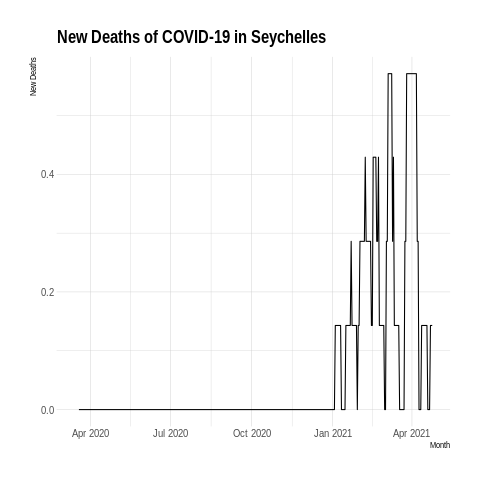 New Deaths of COVID-19 in Seychelles
New Deaths
0.4
0.2
0.0
Apr 2020 Jul 2020 Oct 2020 Jan 2021 Apr 2021
Month